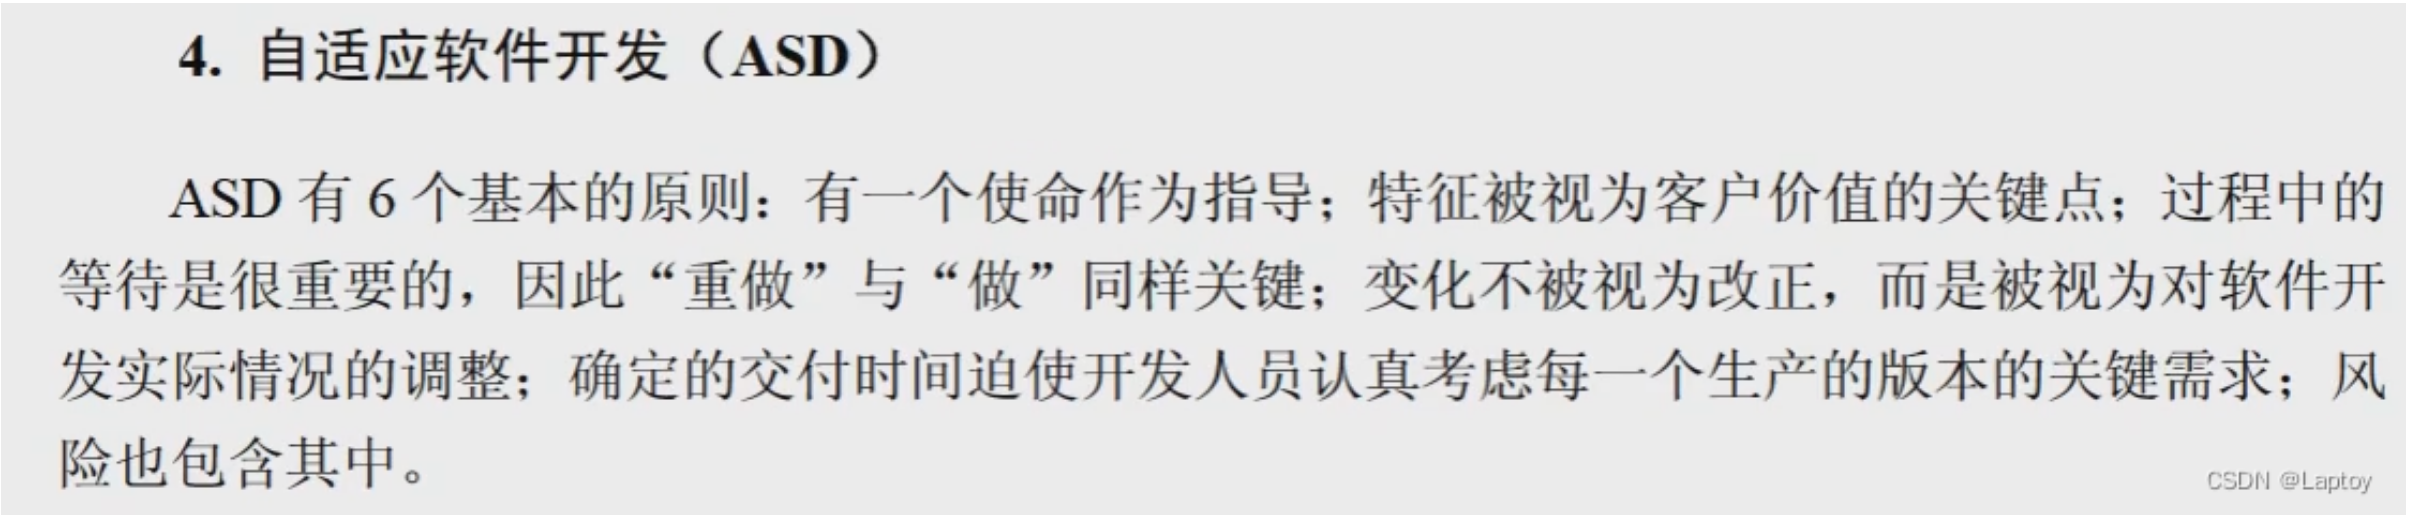 4. 自适应软件开发（ASD）
ASD 有 6 个基本的原则：有一个使命作为指导；特征被视为客户价值的关键点；过程中的
等待是很重要的，因此“重做”与“做”同样关键；变化不被视为改正，而是被视为对软件开
发实际情况的调整；确定的交付时间迫使开发人员认真考虑每一个生产的版本的关键需求；风
险也包含其中。
CSDN @Laptoy